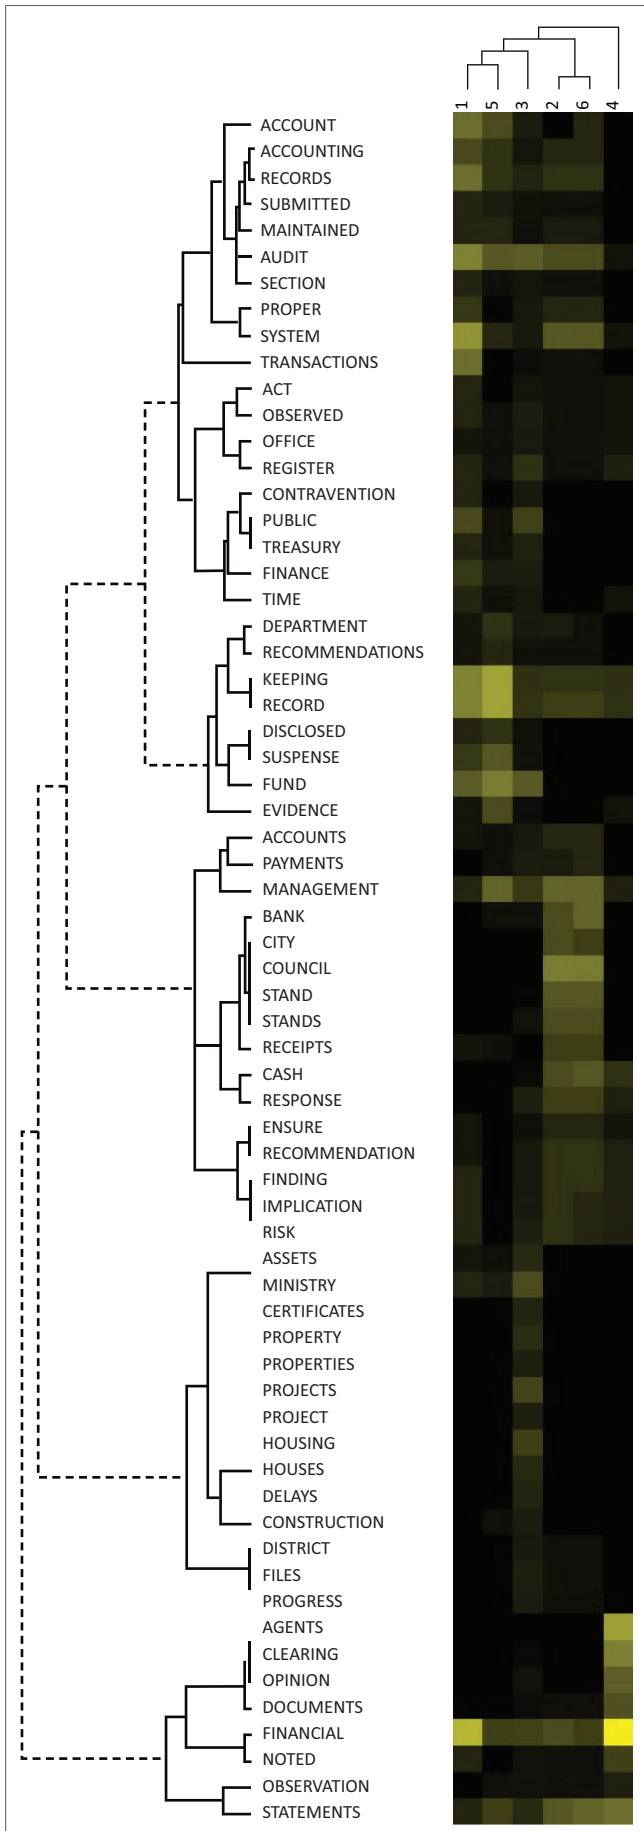 1 5 3 2 6 4
ACCOUNT
ACCOUNTING
RECORDS
SUBMITTED
MAINTAINED
AUDIT
SECTION
PROPER
SYSTEM
TRANSACTIONS
ACT
OBSERVED
OFFICE
REGISTER
CONTRAVENTION
PUBLIC
TREASURY
FINANCE
TIME
DEPARTMENT
RECOMMENDATIONS
KEEPING
RECORD
DISCLOSED
SUSPENSE
FUND
EVIDENCE
ACCOUNTS
PAYMENTS
MANAGEMENT
BANK
CITY
COUNCIL
STAND
STANDS
RECEIPTS
CASH
RESPONSE
ENSURE
RECOMMENDATION
FINDING
IMPLICATION
RISK
ASSETS
MINISTRY
CERTIFICATES
PROPERTY
PROPERTIES
PROJECTS
PROJECT
HOUSING
HOUSES
DELAYS
CONSTRUCTION
DISTRICT
FILES
PROGRESS
AGENTS
CLEARING
OPINION
DOCUMENTS
FINANCIAL
NOTED
OBSERVATION
STATEMENTS